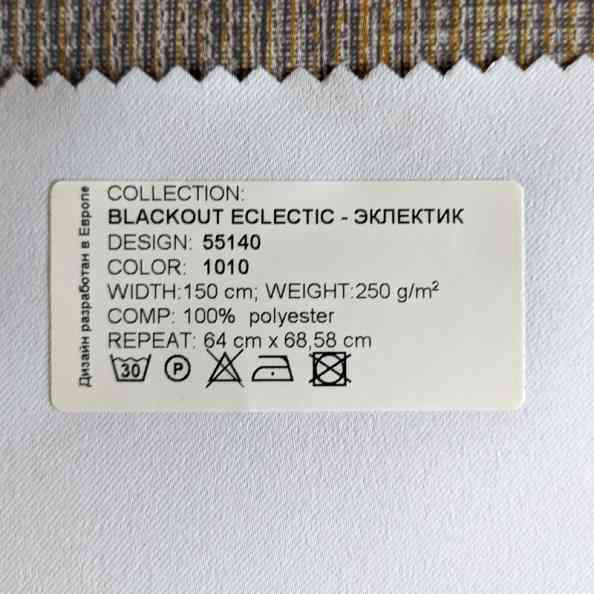 COLLECTION:
BLACKOUT ECLECTIC - ЭКЛЕКТИК
DESIGN: 55140
COLOR: 1010
WIDTH:150 cm; WEIGHT:250 g/m²
COMP: 100% polyester
REPEAT: 64 cm x 68,58 cm
30 P
Дизайн разработан в Европе